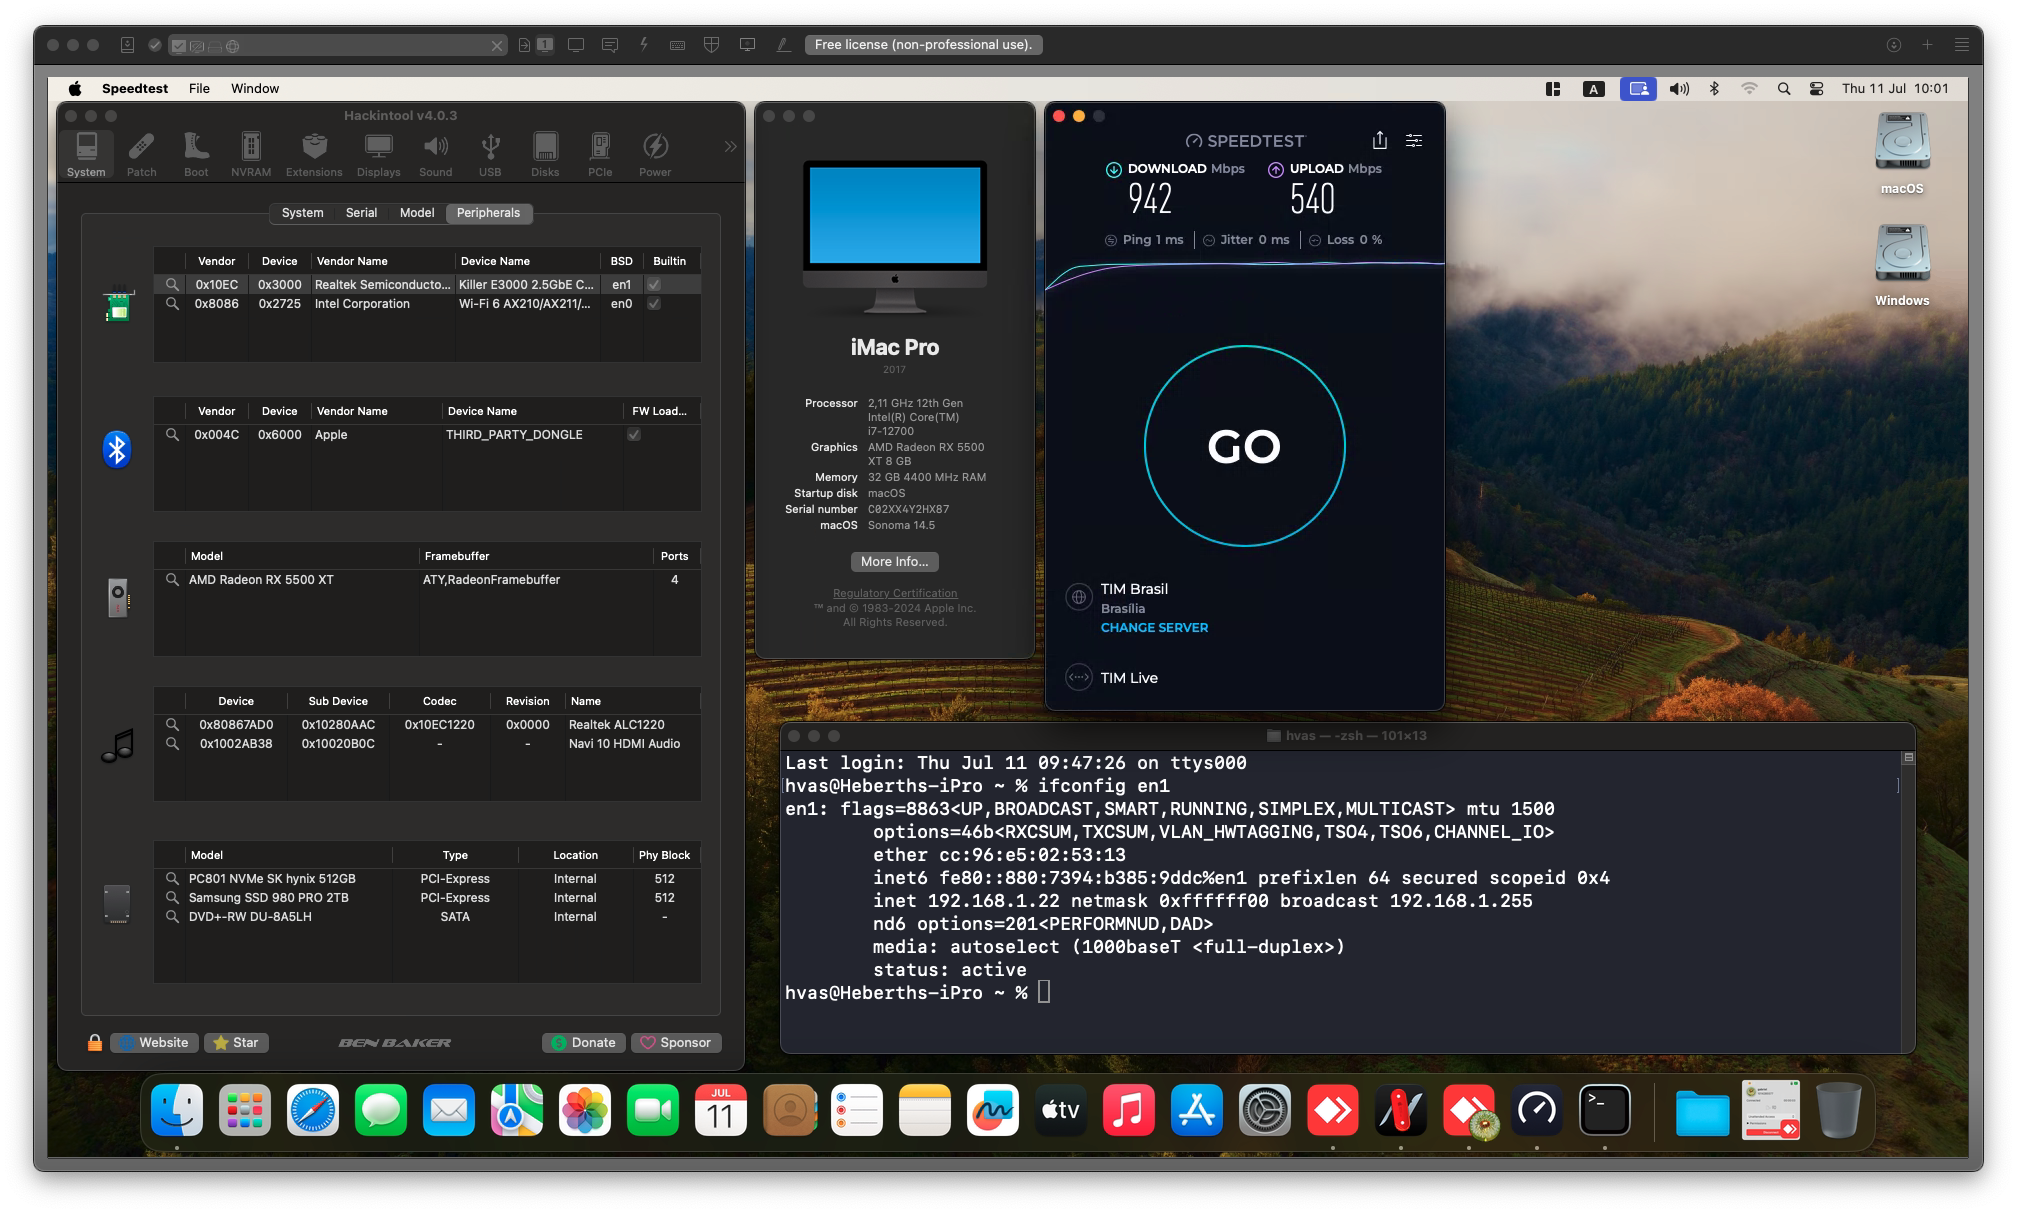 Free license (non-professional use).
1
Speedtest File Window
A
Thu 11 Jul 10:01
Hackintool v4.0.3
System Patch Boot NVRAM Extensions Displays Sound USB Disks PCIe Power
System Serial Model Peripherals
Vendor Device Vendor Name Device Name BSD Builtin
0x10EC 0x3000 Realtek Semiconducto... Killer E3000 2.5GbE C... en1
0x8086 0x2725 Intel Corporation Wi-Fi 6 AX210/AX211/... en0
Vendor Device Vendor Name Device Name FW Load...
0x004C 0x6000 Apple THIRD_PARTY_DONGLE
Model Framebuffer Ports
AMD Radeon RX 5500 XT ATY,RadeonFramebuffer 4
Device Sub Device Codec Revision Name
0x80867AD0 0x10280AAC 0x10EC1220 0x0000 Realtek ALC1220
0x1002AB38 0x10020B0C - - Navi 10 HDMI Audio
Model Type Location Phy Block
PC801 NVMe SK hynix 512GB PCI-Express Internal 512
Samsung SSD 980 PRO 2TB PCI-Express Internal 512
DVD+-RW DU-8A5LH SATA Internal -
Website Star BEN BAKER Donate Sponsor
iMac Pro
2017
Processor 2,11 GHz 12th Gen
Intel(R) Core(TM)
i7-12700
Graphics AMD Radeon RX 5500
XT 8 GB
Memory 32 GB 4400 MHz RAM
Startup disk macOS
Serial number C02XX4Y2HX87
macOS Sonoma 14.5
More Info...
Regulatory Certification
™ and © 1983-2024 Apple Inc.
All Rights Reserved.
SPEEDTEST
DOWNLOAD Mbps UPLOAD Mbps
942 540
Ping 1 ms Jitter 0 ms Loss 0 %
GO
TIM Brasil
Brasília
CHANGE SERVER
TIM Live
macOS
Windows
hvas — -zsh — 101×13
Last login: Thu Jul 11 09:47:26 on ttys000
[hvas@Heberths-iPro ~ % ifconfig en1 ]
en1: flags=8863<UP,BROADCAST,SMART,RUNNING,SIMPLEX,MULTICAST> mtu 1500
options=46b<RXCSUM,TXCSUM,VLAN_HWTAGGING,TSO4,TSO6,CHANNEL_IO>
ether cc:96:e5:02:53:13
inet6 fe80::880:7394:b385:9ddc%en1 prefixlen 64 secured scopeid 0x4
inet 192.168.1.22 netmask 0xffffff00 broadcast 192.168.1.255
nd6 options=201<PERFORMNUD,DAD>
media: autoselect (1000baseT <full-duplex>)
status: active
hvas@Heberths-iPro ~ %
JUL
11
tv
>_